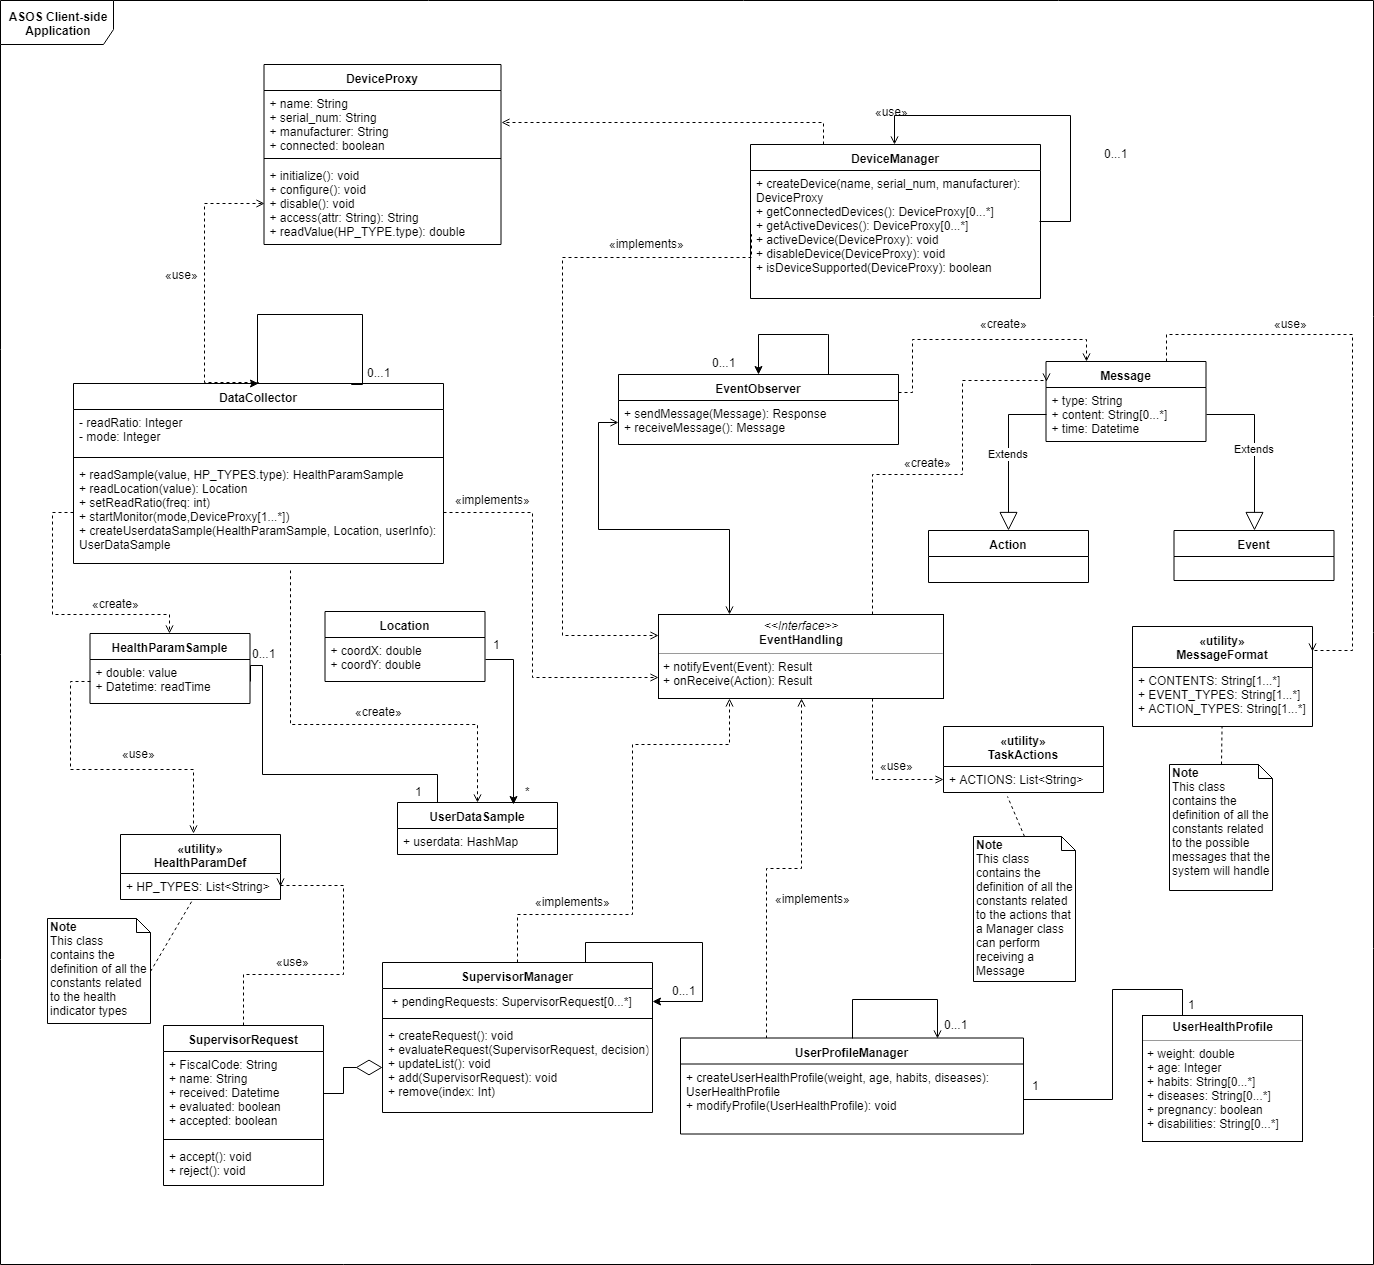 ASOS Client-side
Application
DeviceProxy
+ name: String
+ serial_num: String
+ manufacturer: String
+ connected: boolean
+ initialize(): void
+ configure(): void
+ disable(): void
+ access(attr: String): String
+ readValue(HP_TYPE.type): double
«use»
DeviceManager
+ createDevice(name, serial_num, manufacturer):
DeviceProxy
+ getConnectedDevices(): DeviceProxy[0...*]
+ getActiveDevices(): DeviceProxy[0...*]
+ activeDevice(DeviceProxy): void
+ disableDevice(DeviceProxy): void
+ isDeviceSupported(DeviceProxy): boolean
0...1
«implements»
«use»
0...1
DataCollector
- readRatio: Integer
- mode: Integer
+ readSample(value, HP_TYPES.type): HealthParamSample
+ readLocation(value): Location
+ setReadRatio(freq: int)
+ startMonitor(mode,DeviceProxy[1...*])
+ createUserdataSample(HealthParamSample, Location, userInfo):
UserDataSample
«implements»
0...1
EventObserver
+ sendMessage(Message): Response
+ receiveMessage(): Message
«create»
«use»
Message
+ type: String
+ content: String[0...*]
+ time: Datetime
«create»
Extends
Extends
Action
Event
«create»
HealthParamSample
+ double: value
+ Datetime: readTime
0...1
Location
+ coordX: double
+ coordY: double
1
<<Interface>>
EventHandling
+ notifyEvent(Event): Result
+ onReceive(Action): Result
«utility»
MessageFormat
+ CONTENTS: String[1...*]
+ EVENT_TYPES: String[1...*]
+ ACTION_TYPES: String[1...*]
«create»
«use»
1
*
UserDataSample
+ userdata: HashMap
«use»
«utility»
TaskActions
+ ACTIONS: List<String>
Note
This class
contains the
definition of all the
constants related
to the possible
messages that the
system will handle
Note
This class
contains the
definition of all the
constants related
to the actions that
a Manager class
can perform
receiving a
Message
«utility»
HealthParamDef
+ HP_TYPES: List<String>
Note
This class
contains the
definition of all the
constants related
to the health
indicator types
«use»
«implements»
«implements»
SupervisorManager
+ pendingRequests: SupervisorRequest[0...*]
+ createRequest(): void
+ evaluateRequest(SupervisorRequest, decision)
+ updateList(): void
+ add(SupervisorRequest): void
+ remove(index: Int)
0...1
SupervisorRequest
+ FiscalCode: String
+ name: String
+ received: Datetime
+ evaluated: boolean
+ accepted: boolean
+ accept(): void
+ reject(): void
0...1
UserProfileManager
+ createUserHealthProfile(weight, age, habits, diseases):
UserHealthProfile
+ modifyProfile(UserHealthProfile): void
1
1
UserHealthProfile
+ weight: double
+ age: Integer
+ habits: String[0...*]
+ diseases: String[0...*]
+ pregnancy: boolean
+ disabilities: String[0...*]